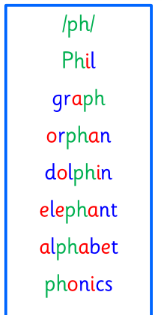 /ph/
Phil
graph
orphan
dolphin
elephant
alphabet
phonics